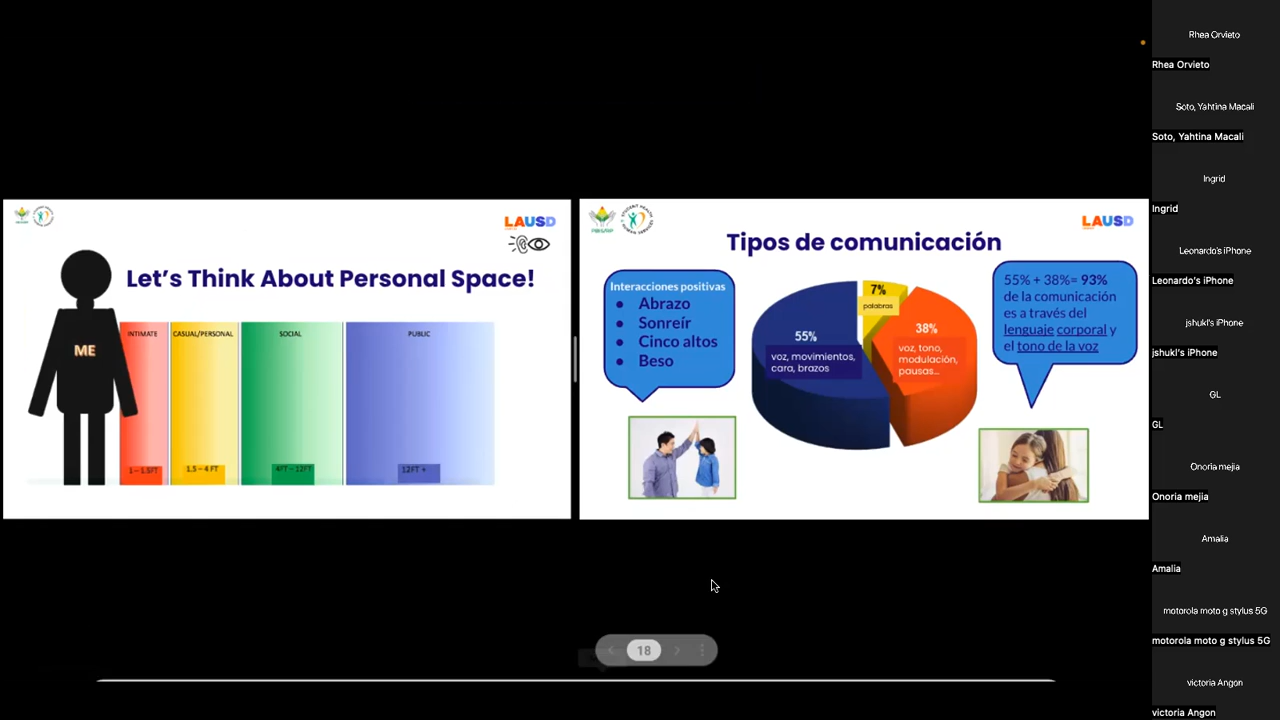 LAUSD
Let's Think About Personal Space!
ME
INTIMATE
CASUAL/PERSONAL
SOCIAL
PUBLIC
1 – 1.5FT
1.5 – 4 FT
4FT – 12FT
12FT +
LAUSD
Tipos de comunicación
Interacciones positivas
● Abrazo
● Sonreír
● Cinco altos
● Beso
7%
palabras
55%
voz, movimientos,
cara, brazos
38%
voz, tono,
modulación,
pausas...
55% + 38%= 93%
de la comunicación
es a través del
lenguaje corporal y
el tono de la voz
18
Rhea Orvieto
Rhea Orvieto
Soto, Yahtina Macali
Soto, Yahtina Macali
Ingrid
Ingrid
Leonardo's iPhone
Leonardo's iPhone
jshukl's iPhone
jshukl's iPhone
GL
GL
Onoria mejia
Onoria mejia
Amalia
Amalia
motorola moto g stylus 5G
motorola moto g stylus 5G
victoria Angon
victoria Angon